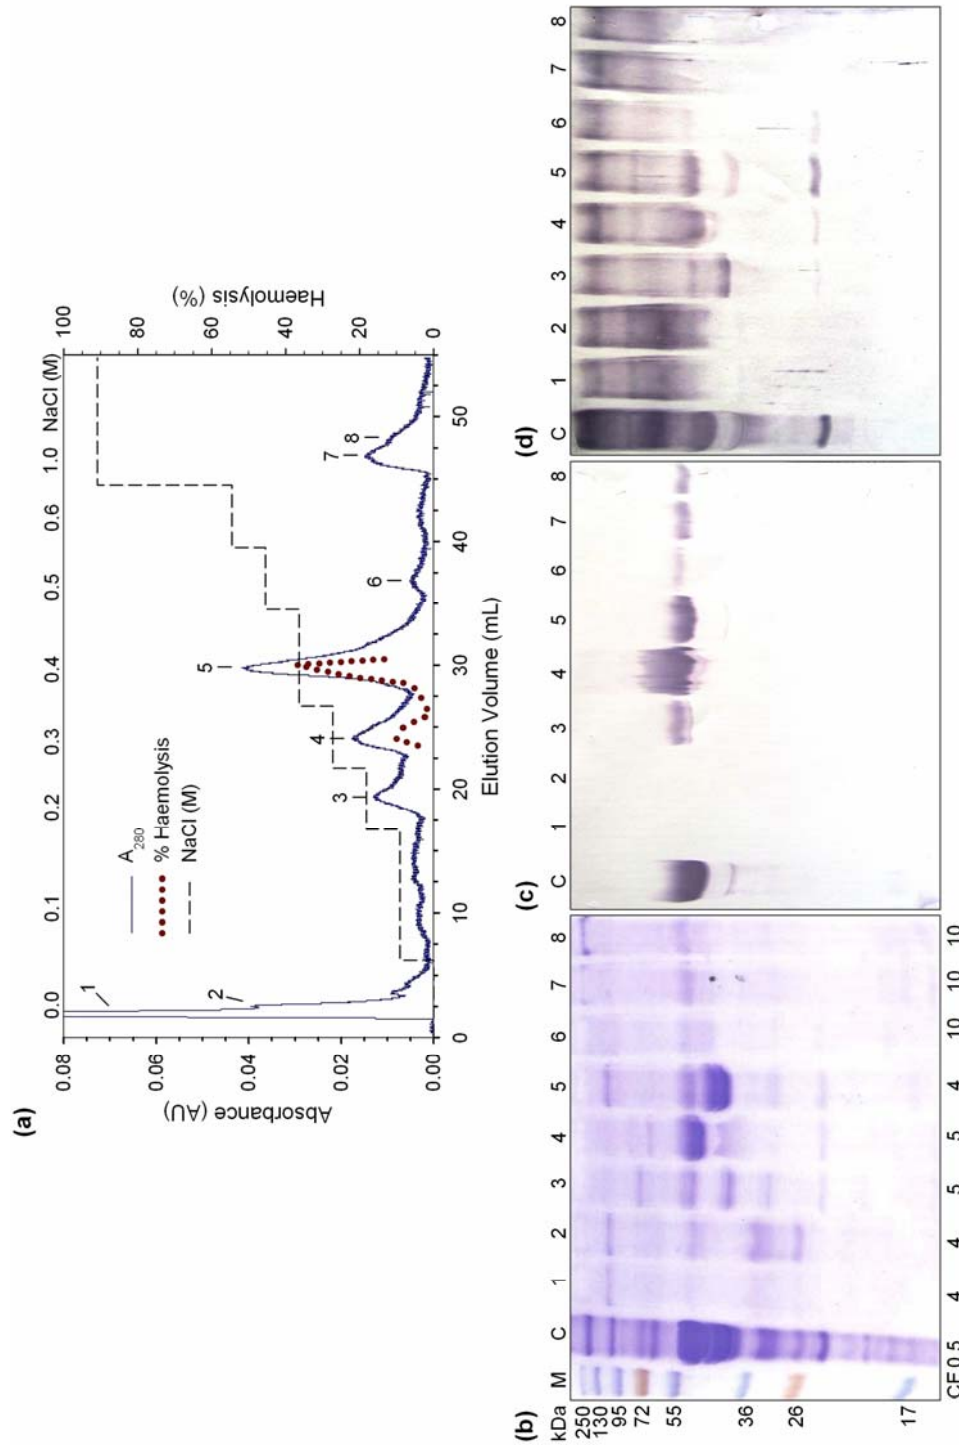 (a)
0.0 0.1 0.2 0.3 0.4 0.5 0.6 1.0 NaCl (M)
Absorbance (AU)
0.08
0.06
0.04
0.02
0.00
1
2
3
4
5
6
7
8
A280
% Haemolysis
NaCl (M)
100
80
60
40
20
0
Haemolysis (%)
0 10 20 30 40 50
Elution Volume (mL)
(b)
kDa M C 1 2 3 4 5 6 7 8
250
130
95
72
55
36
26
17
CF 0.5 4 4 5 5 4 10 10 10
(c)
C 1 2 3 4 5 6 7 8
(d)
C 1 2 3 4 5 6 7 8